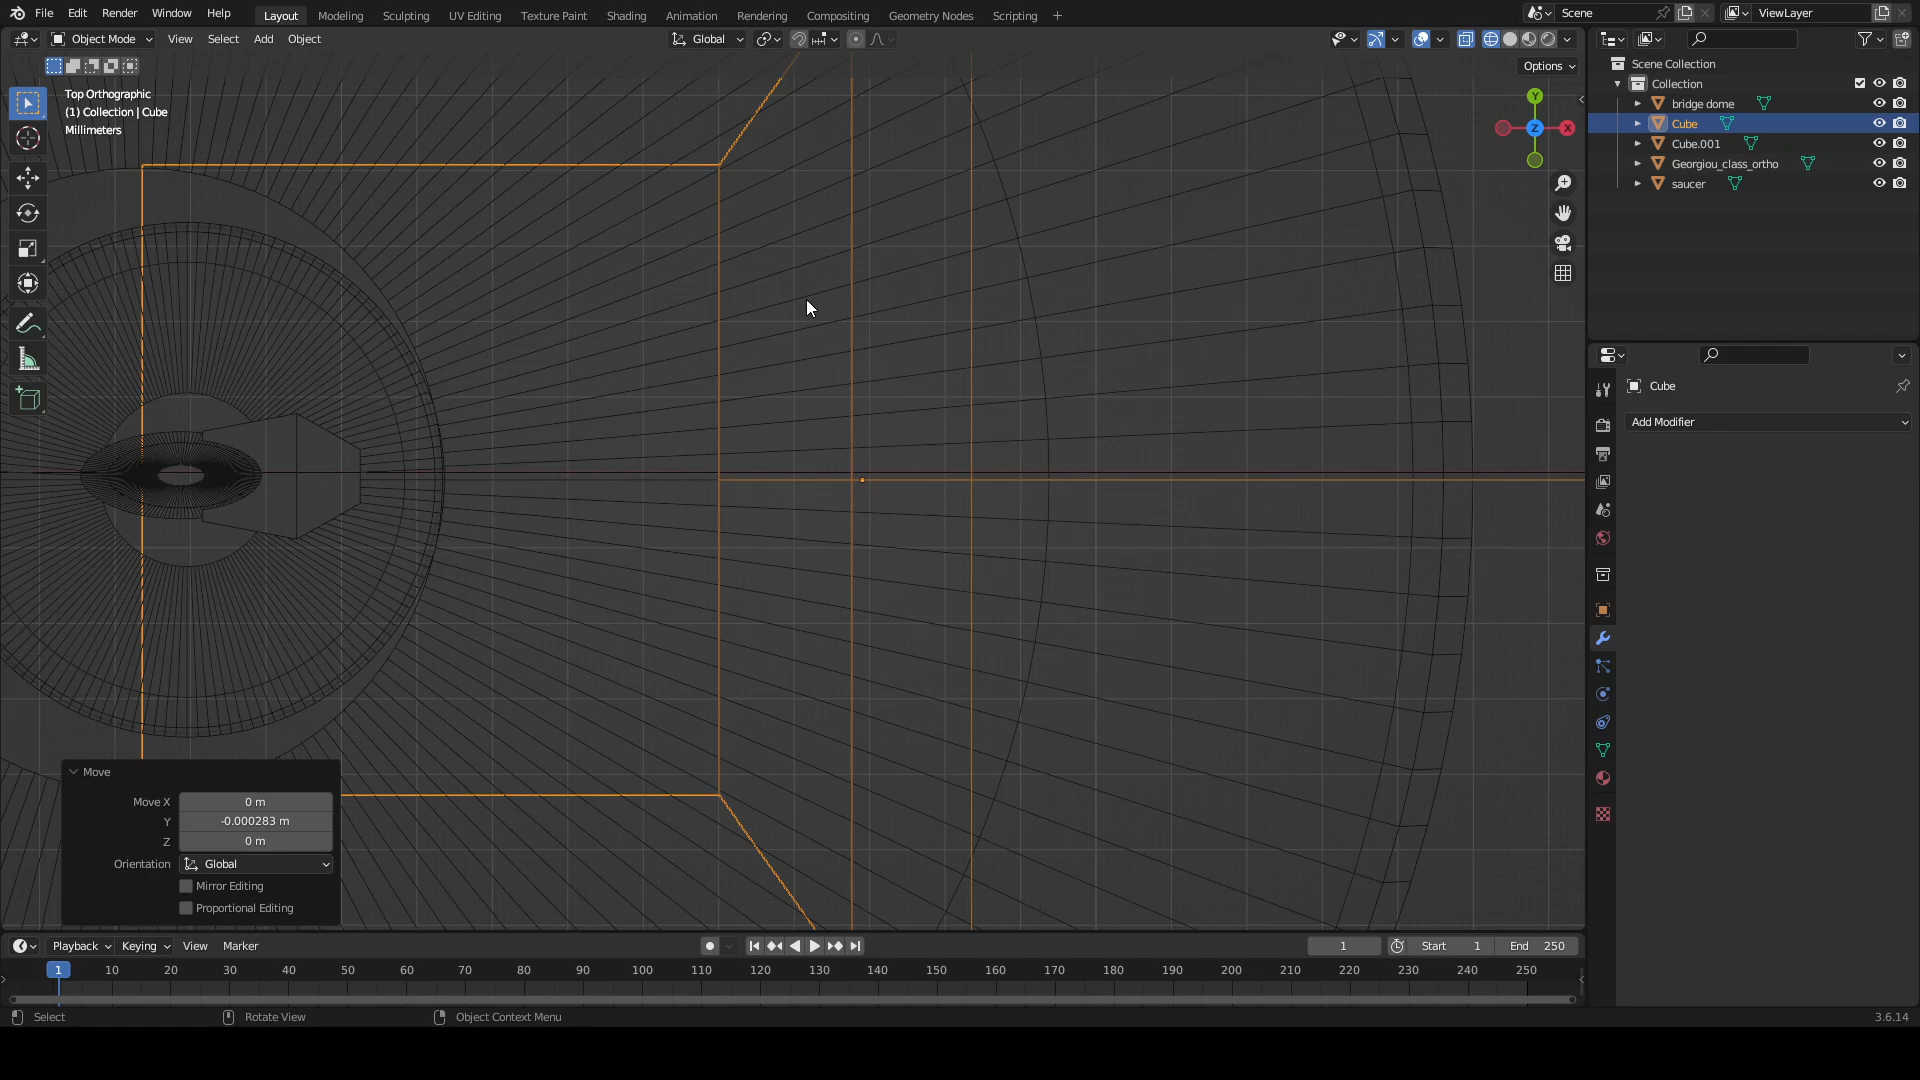 File Edit Render Window Help Layout Modeling Sculpting UV Editing Texture Paint Shading Animation Rendering Compositing Geometry Nodes Scripting + Scene ViewLayer
Object Mode View Select Add Object Global
Options
Top Orthographic
(1) Collection | Cube
Millimeters
Y
Z
X
Scene Collection
Collection
bridge dome
Cube
Cube.001
Georgiou_class_ortho
saucer
Cube
Add Modifier
Move
Move X 0 m
Y -0.000283 m
Z 0 m
Orientation Global
Mirror Editing
Proportional Editing
Playback Keying View Marker 1 Start 1 End 250
1 10 20 30 40 50 60 70 80 90 100 110 120 130 140 150 160 170 180 190 200 210 220 230 240 250
Select Rotate View Object Context Menu 3.6.14